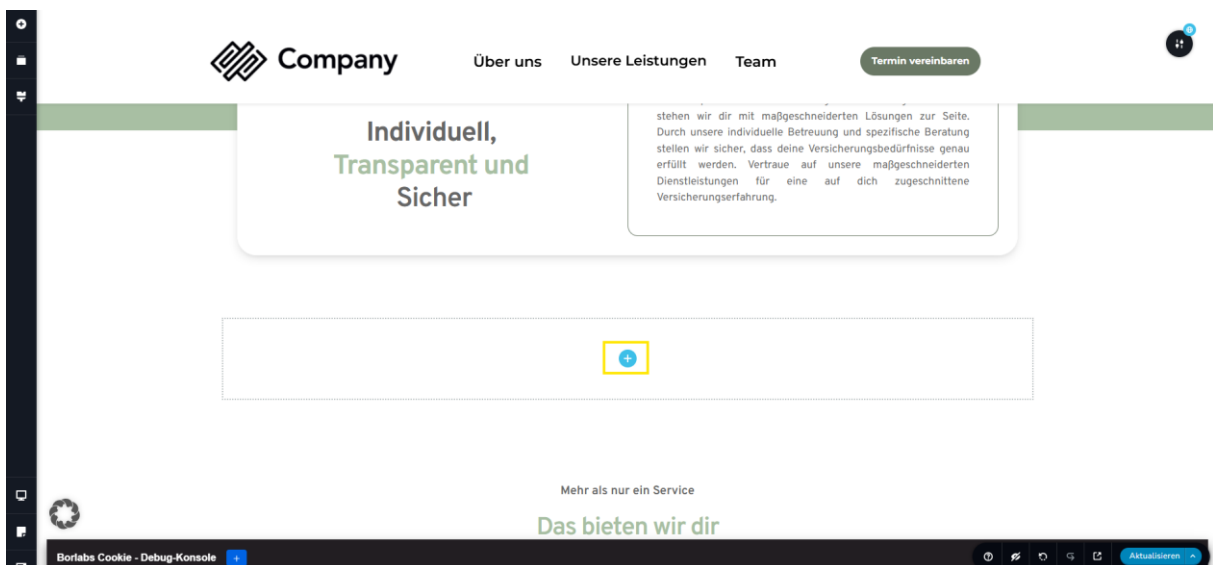 Company
Über uns
Unsere Leistungen
Team
Termin vereinbaren
Individuell,
Transparent und
Sicher
stehen wir dir mit maßgeschneiderten Lösungen zur Seite.
Durch unsere individuelle Betreuung und spezifische Beratung
stellen wir sicher, dass deine Versicherungsbedürfnisse genau
erfüllt werden. Vertraue auf unsere maßgeschneiderten
Dienstleistungen für eine auf dich zugeschnittene
Versicherungserfahrung.
Mehr als nur ein Service
Das bieten wir dir
Borlabs Cookie - Debug-Konsole
Aktualisieren